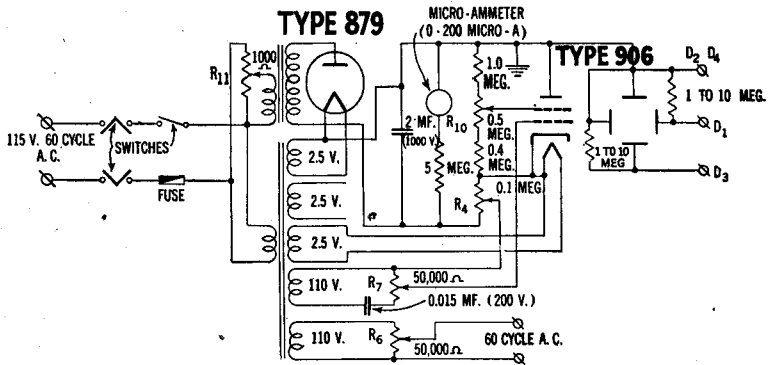 TYPE 879
MICRO-AMMETER
(0-200 MICRO-A)
TYPE 906
D2 D4
1000
Ω
R11
1.0
MEG.
1 TO 10 MEG.
2 MF.
(1000 V.)
R10
0.5
MEG.
D1
115 V. 60 CYCLE
A. C.
SWITCHES
2.5 V.
5
MEG.
0.4
MEG.
1 TO 10
MEG
FUSE
2.5 V.
0.1 MEG.
R4
D3
2.5 V.
110 V.
R7
50,000Ω
0.015 MF. (200 V.)
110 V.
R6
50,000Ω
60 CYCLE A. C.